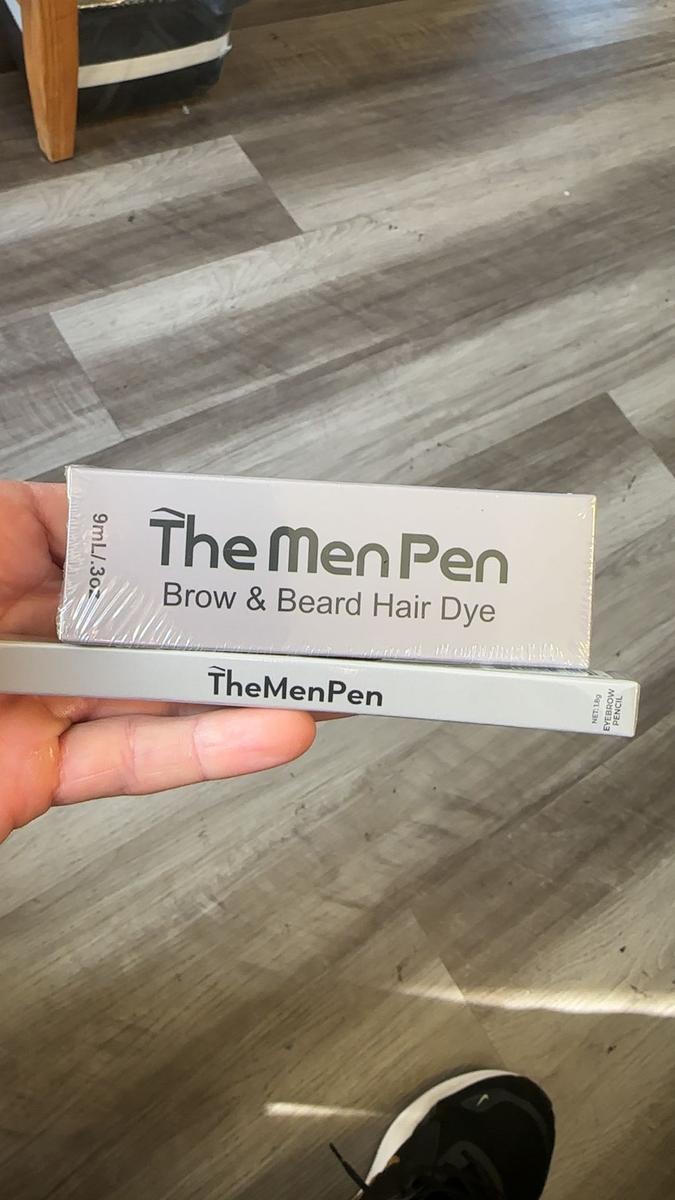 The Men Pen
Brow & Beard Hair Dye
9mL/.3oz
TheMenPen
NET: 1.8g
EYEBROW
PENCIL